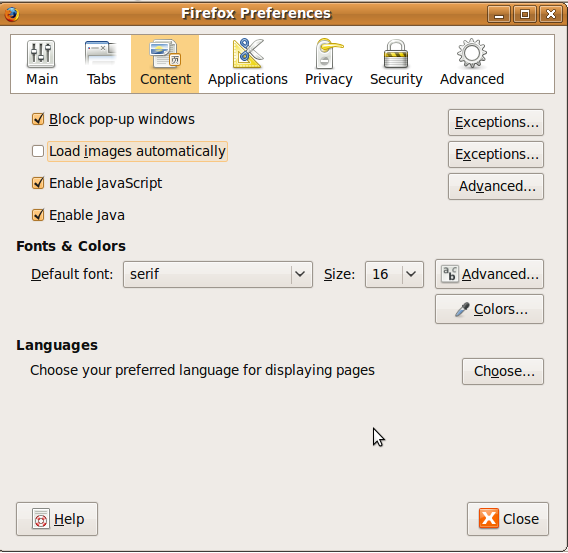 Firefox Preferences
Main Tabs Content Applications Privacy Security Advanced
Block pop-up windows Exceptions...
Load images automatically Exceptions...
Enable JavaScript Advanced...
Enable Java
Fonts & Colors
Default font: serif Size: 16 Advanced...
Colors...
Languages
Choose your preferred language for displaying pages Choose...
Help Close